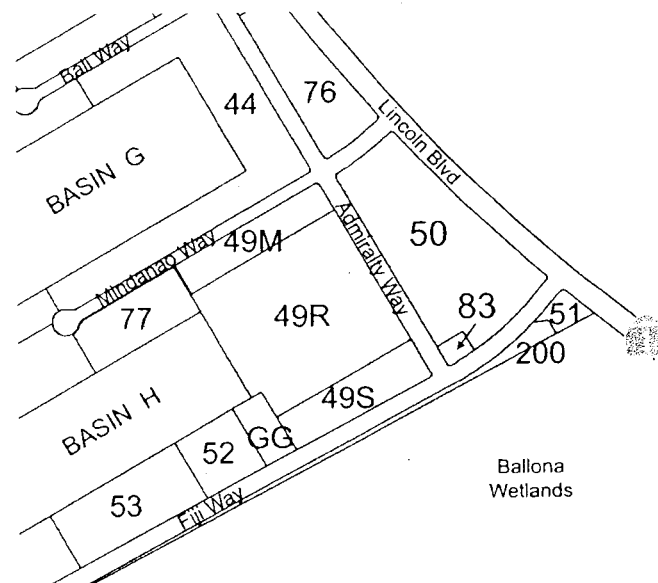 Bali Way
44
76
Lincoln Blvd
BASIN G
50
Admiralty Way
49M
Mindanao Way
77
49R
83
51
200
BASIN H
49S
GG
52
53
Fiji Way
Ballona
Wetlands